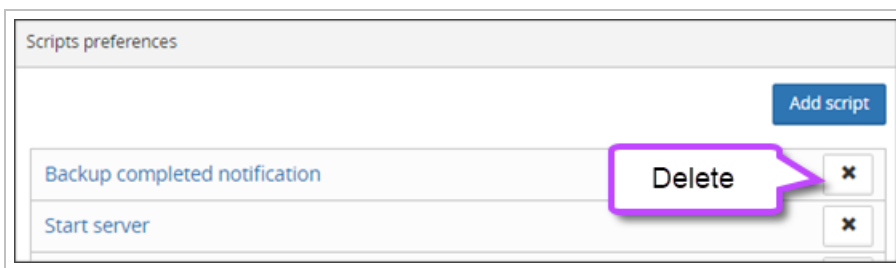 Scripts preferences
Add script
Backup completed notification
Delete
Start server